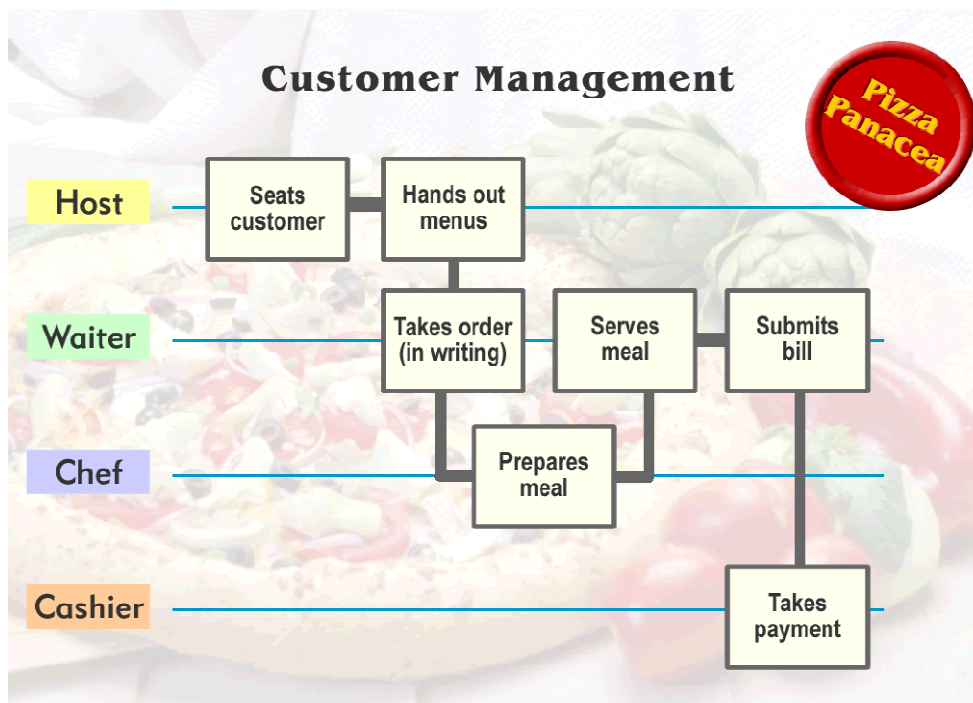 Customer Management
Pizza
Panacea
Host
Seats
customer
Hands out
menus
Waiter
Takes order
(in writing)
Serves
meal
Submits
bill
Chef
Prepares
meal
Cashier
Takes
payment